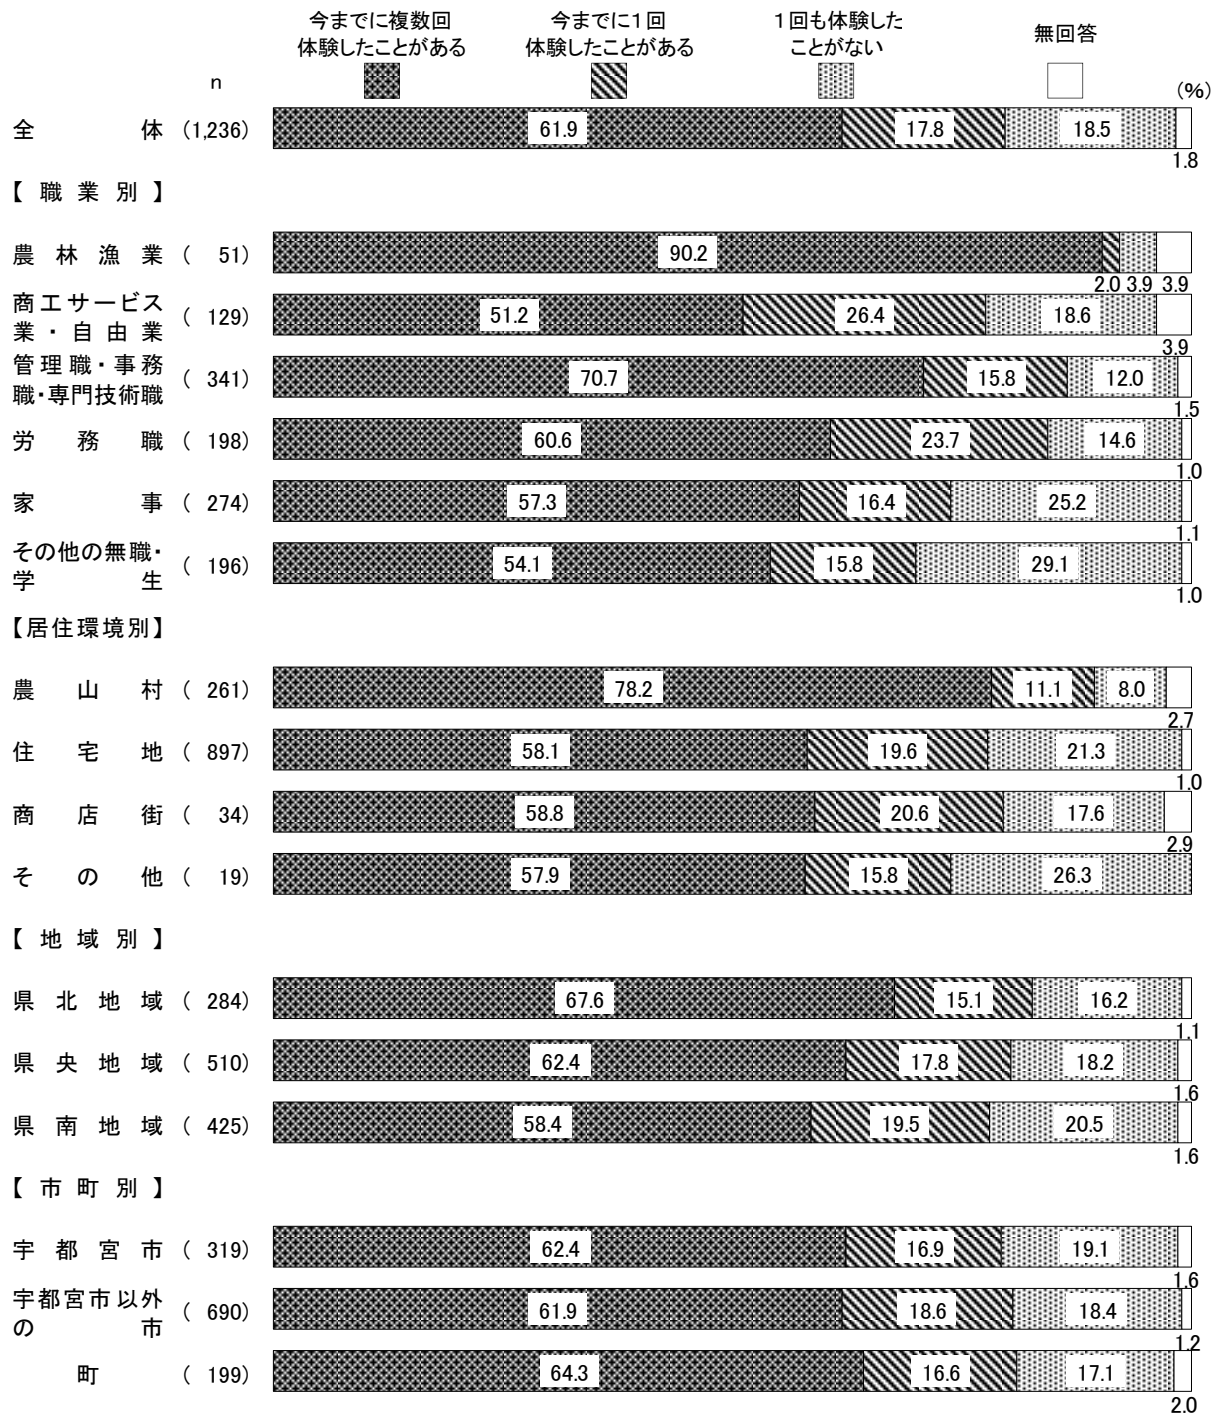 今までに複数回 今までに1回 1回も体験した 無回答
体験したことがある 体験したことがある ことがない
n (%)
全体 (1,236) 61.9 17.8 18.5
1.8
【職業別】
農林漁業 ( 51) 90.2
2.0 3.9 3.9
商工サービス
業・自由業 ( 129) 51.2 26.4 18.6
3.9
管理職・事務
職・専門技術職 ( 341) 70.7 15.8 12.0
1.5
労務職 ( 198) 60.6 23.7 14.6
1.0
家事 ( 274) 57.3 16.4 25.2
1.1
その他の無職・
学生 ( 196) 54.1 15.8 29.1
1.0
【居住環境別】
農山村 ( 261) 78.2 11.1 8.0
2.7
住宅地 ( 897) 58.1 19.6 21.3
1.0
商店街 ( 34) 58.8 20.6 17.6
2.9
その他 ( 19) 57.9 15.8 26.3
【地域別】
県北地域 ( 284) 67.6 15.1 16.2
1.1
県央地域 ( 510) 62.4 17.8 18.2
1.6
県南地域 ( 425) 58.4 19.5 20.5
1.6
【市町別】
宇都宮市 ( 319) 62.4 16.9 19.1
1.6
宇都宮市以外
の市 ( 690) 61.9 18.6 18.4
1.2
町 ( 199) 64.3 16.6 17.1
2.0